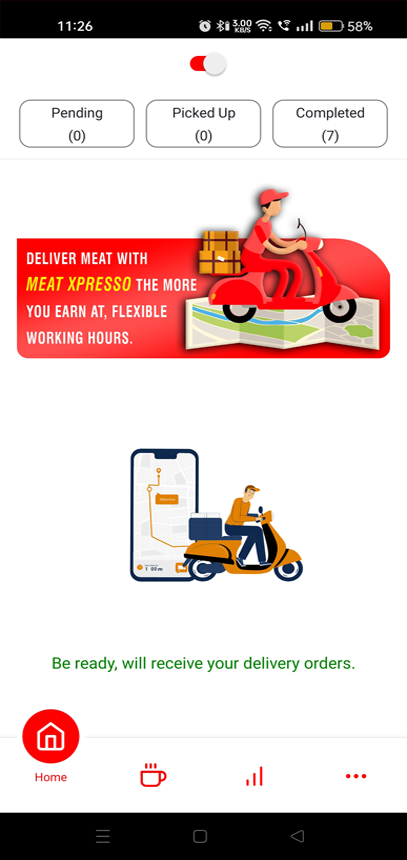 11:26
3.00
KB/S
58%
Pending
(0)
Picked Up
(0)
Completed
(7)
DELIVER MEAT WITH
MEAT XPRESSO THE MORE
YOU EARN AT, FLEXIBLE
WORKING HOURS.
Be ready, will receive your delivery orders.
Home